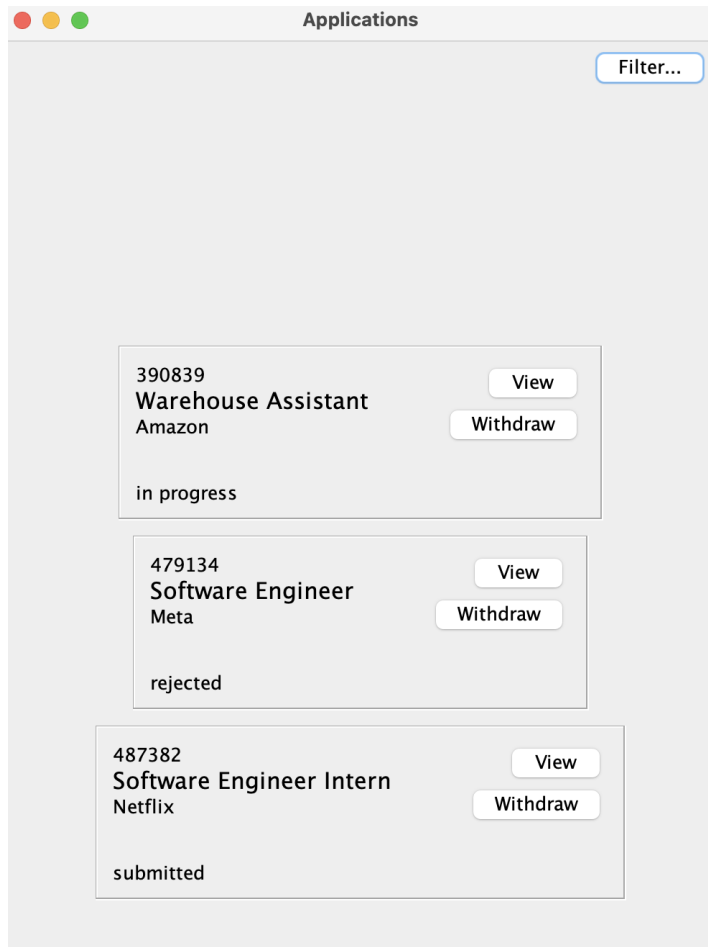 Applications
Filter...
390839
View
Warehouse Assistant
Amazon
Withdraw
in progress
479134
View
Software Engineer
Meta
Withdraw
rejected
487382
View
Software Engineer Intern
Netflix
Withdraw
submitted